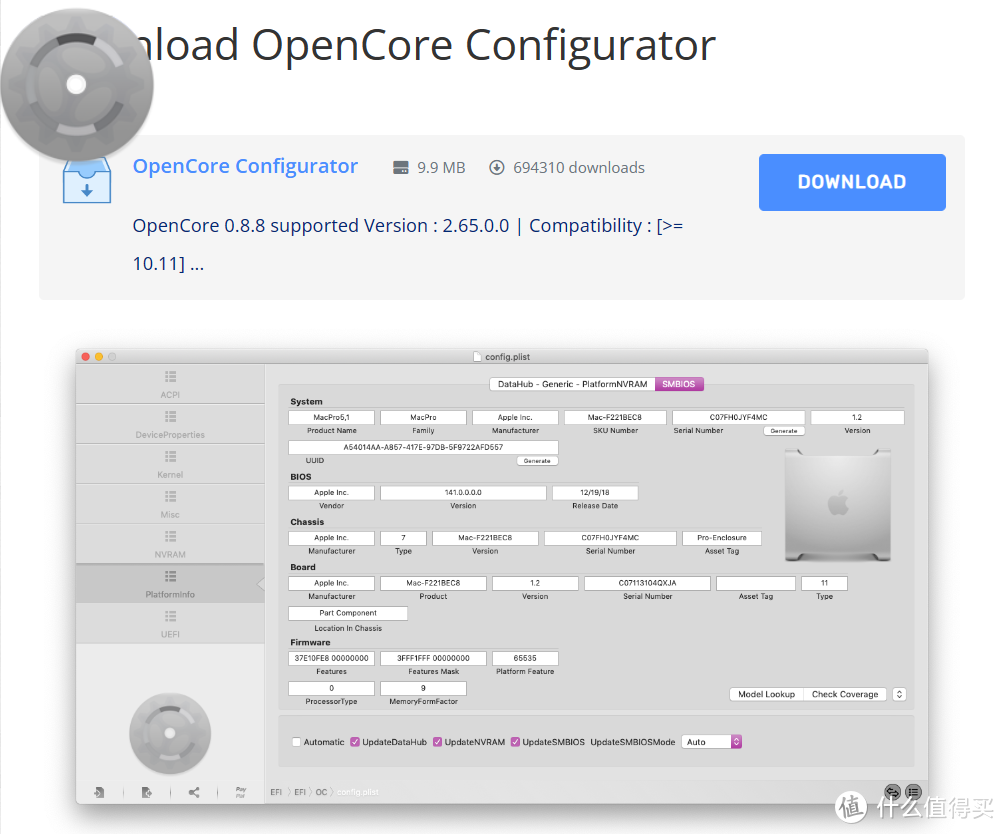 nload OpenCore Configurator
OpenCore Configurator 9.9 MB 694310 downloads
DOWNLOAD
OpenCore 0.8.8 supported Version : 2.65.0.0 | Compatibility : [>=
10.11] ...
config.plist
ACPI
DeviceProperties
Kernel
Misc
NVRAM
PlatformInfo
UEFI
Pay
Pal
DataHub - Generic - PlatformNVRAM SMBIOS
System
MacPro5,1 MacPro Apple Inc. Mac-F221BEC8 C07FH0JYF4MC 1.2
Product Name Family Manufacturer SKU Number Serial Number Generate Version
A54014AA-A857-417E-97DB-5F9722AFD557
UUID Generate
BIOS
Apple Inc. 141.0.0.0.0 12/19/18
Vendor Version Release Date
Chassis
Apple Inc. 7 Mac-F221BEC8 C07FH0JYF4MC Pro-Enclosure
Manufacturer Type Version Serial Number Asset Tag
Board
Apple Inc. Mac-F221BEC8 1.2 C07113104QXJA 11
Manufacturer Product Version Serial Number Asset Tag Type
Part Component
Location In Chassis
Firmware
37E10FE8 00000000 3FFF1FFF 00000000 65535
Features Features Mask Platform Feature
0 9
ProcessorType MemoryFormFactor
Model Lookup Check Coverage
Automatic UpdateDataHub UpdateNVRAM UpdateSMBIOS UpdateSMBIOSMode Auto
EFI 〉 EFI 〉 OC 〉 config.plist
值 什么值得买